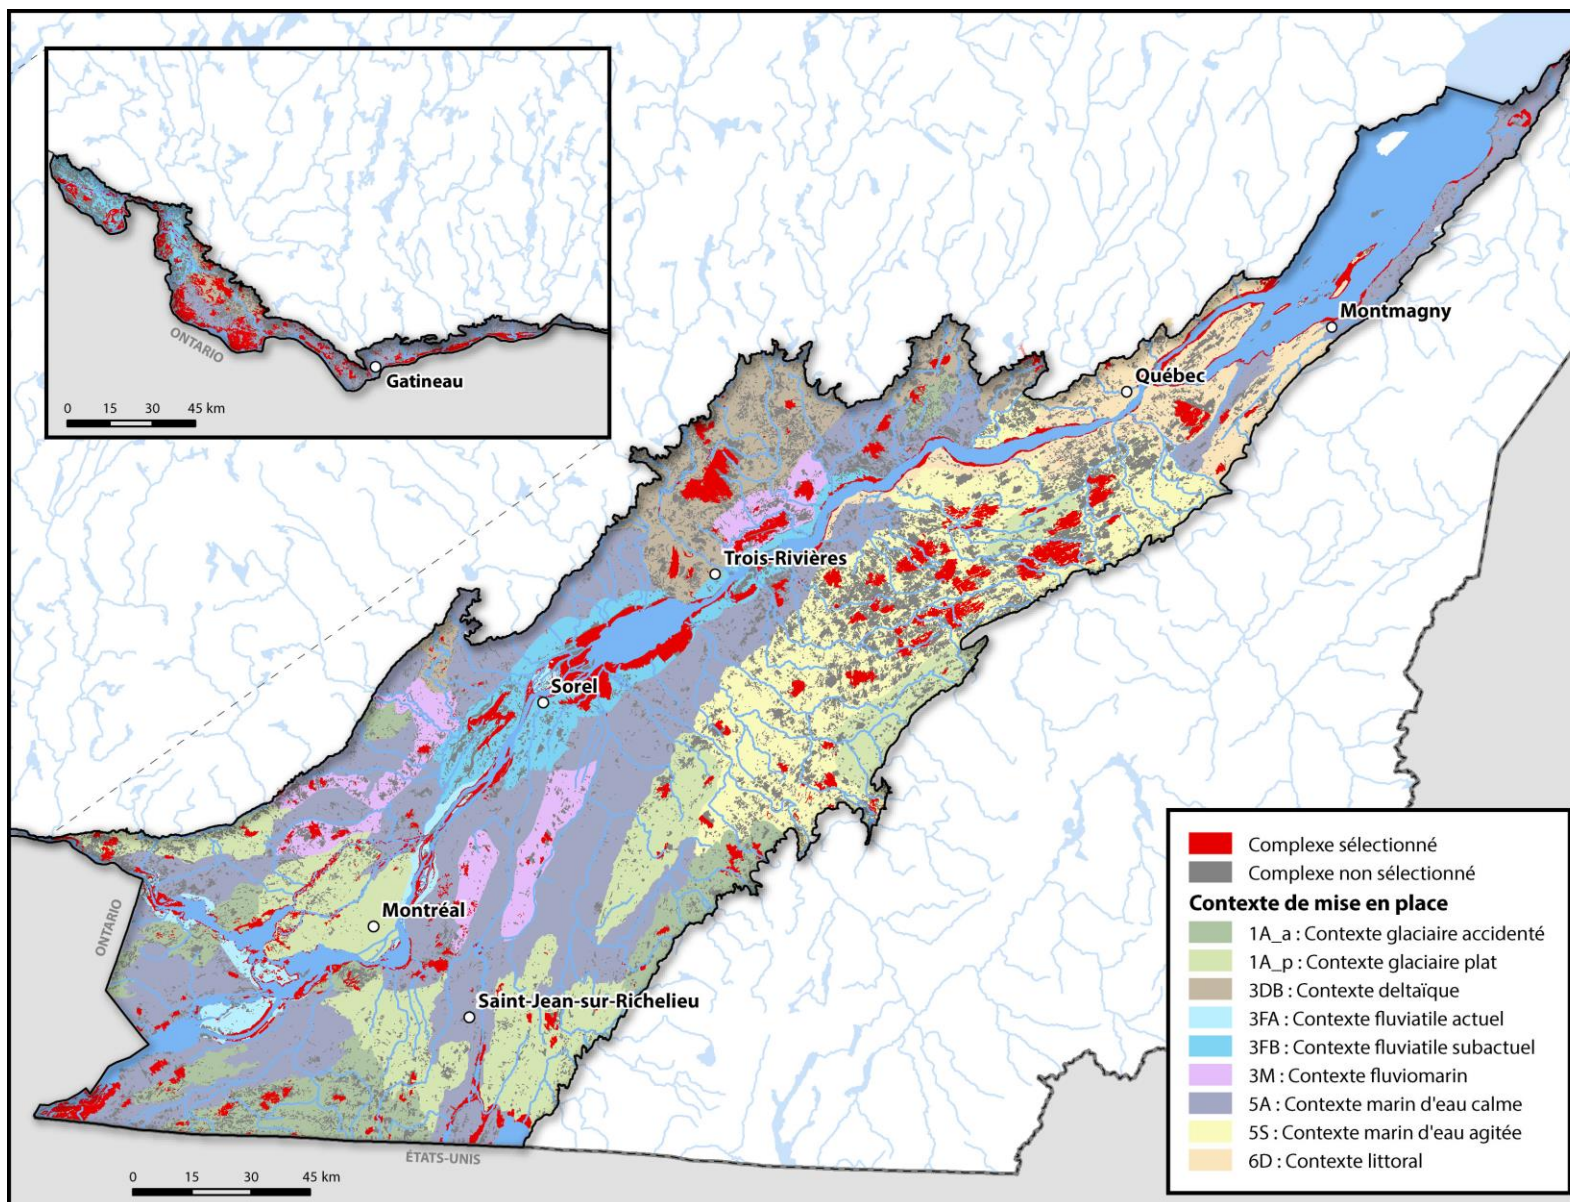 ONTARIO
Gatineau
0 15 30 45 km
Montmagny
Québec
Trois-Rivières
Sorel
Montréal
ONTARIO
Saint-Jean-sur-Richelieu
ÉTATS-UNIS
0 15 30 45 km
Complexe sélectionné
Complexe non sélectionné
Contexte de mise en place
1A_a : Contexte glaciaire accidenté
1A_p : Contexte glaciaire plat
3DB : Contexte deltaïque
3FA : Contexte fluviatile actuel
3FB : Contexte fluviatile subactuel
3M : Contexte fluviomarin
5A : Contexte marin d'eau calme
5S : Contexte marin d'eau agitée
6D : Contexte littoral